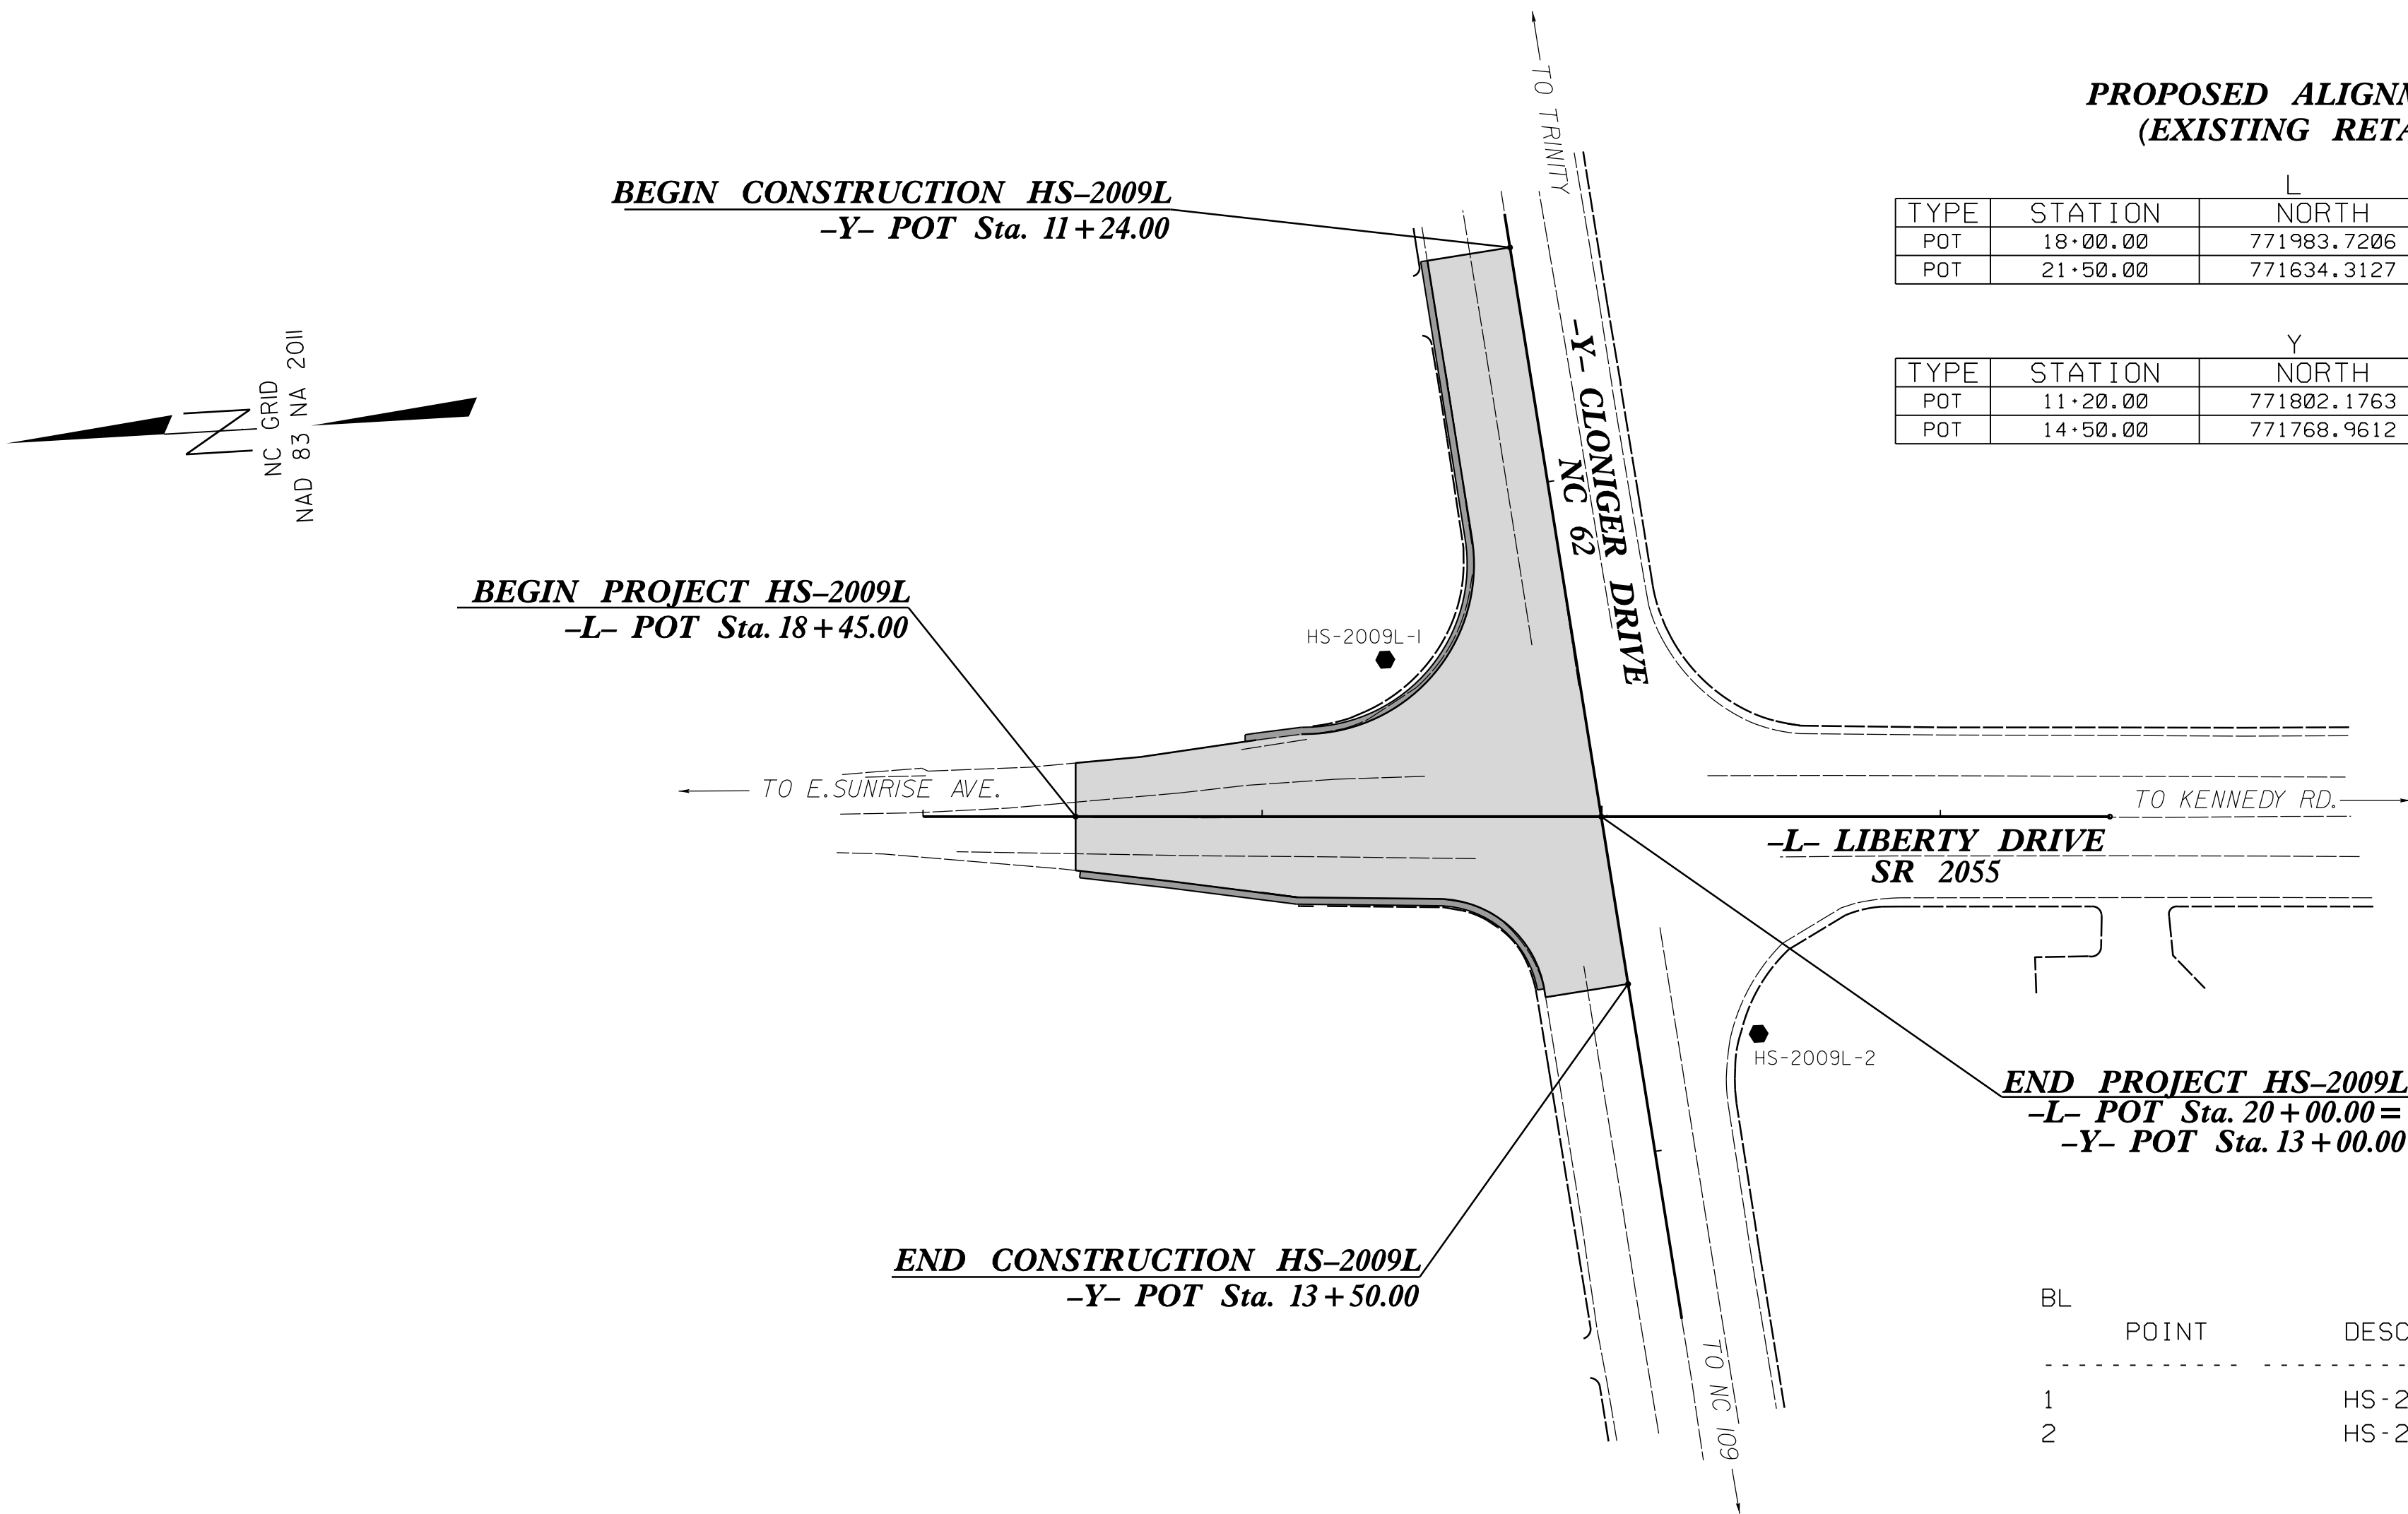 TO TRINITY
PROPOSED ALIGNM
(EXISTING RETA
BEGIN CONSTRUCTION HS–2009L
–Y– POT Sta. 11+24.00
L
TYPE STATION NORTH
POT 18+00.00 771983.7206
POT 21+50.00 771634.3127
Y
TYPE STATION NORTH
POT 11+20.00 771802.1763
POT 14+50.00 771768.9612
NC GRID
NAD 83 NA 2011
–Y– CLONIGER DRIVE
NC 62
BEGIN PROJECT HS–2009L
–L– POT Sta. 18+45.00
HS-2009L-1
TO E. SUNRISE AVE.
TO KENNEDY RD.
–L– LIBERTY DRIVE
SR 2055
HS-2009L-2
END PROJECT HS–2009L
–L– POT Sta. 20+00.00=
–Y– POT Sta. 13+00.00
END CONSTRUCTION HS–2009L
–Y– POT Sta. 13+50.00
TO NC 109
BL
POINT DESC
1 HS-2
2 HS-2